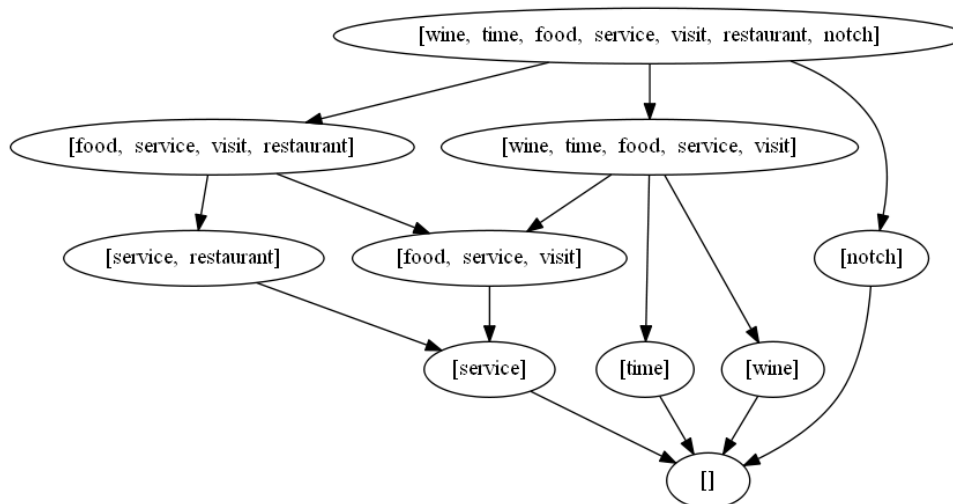 [wine, time, food, service, visit, restaurant, notch]
[food, service, visit, restaurant]
[wine, time, food, service, visit]
[service, restaurant]
[food, service, visit]
[notch]
[service]
[time]
[wine]
[]